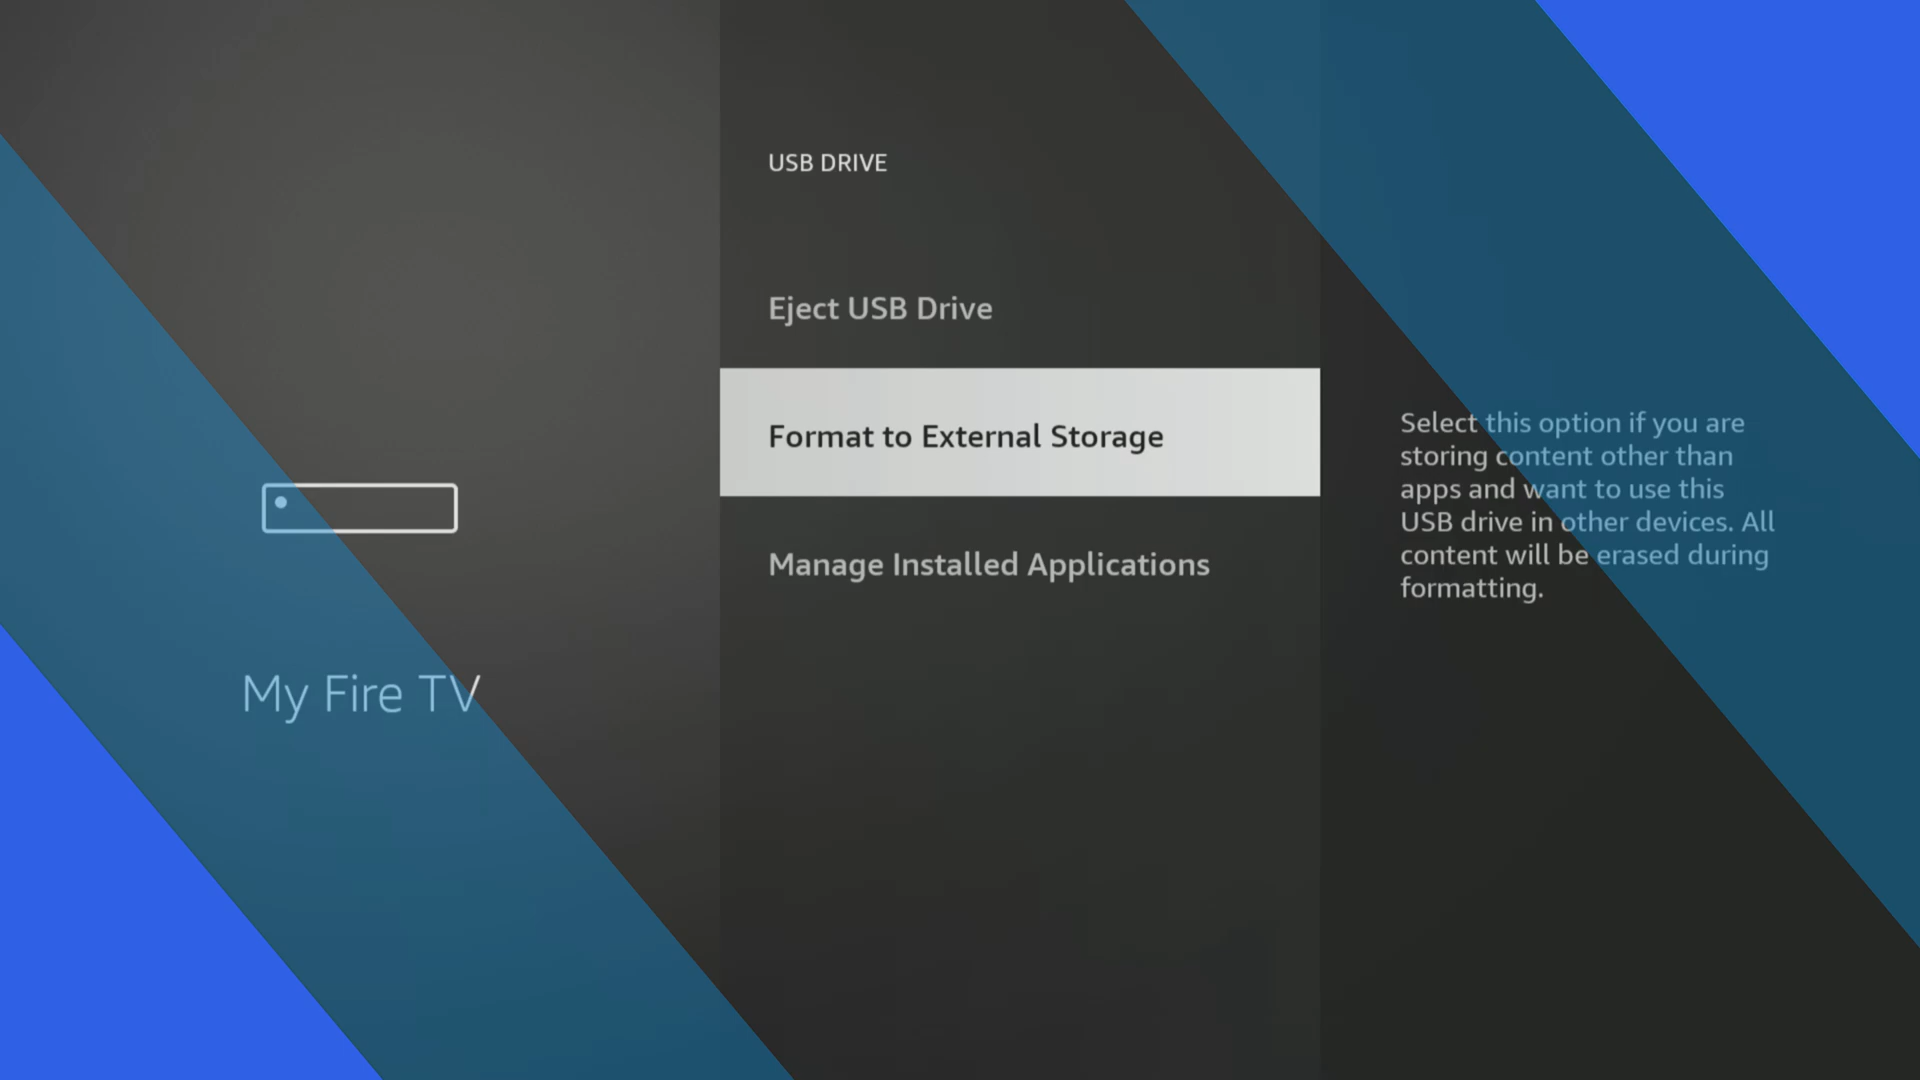 USB DRIVE
Eject USB Drive
Format to External Storage
Manage Installed Applications
My Fire TV
Select this option if you are
storing content other than
apps and want to use this
USB drive in other devices. All
content will be erased during
formatting.